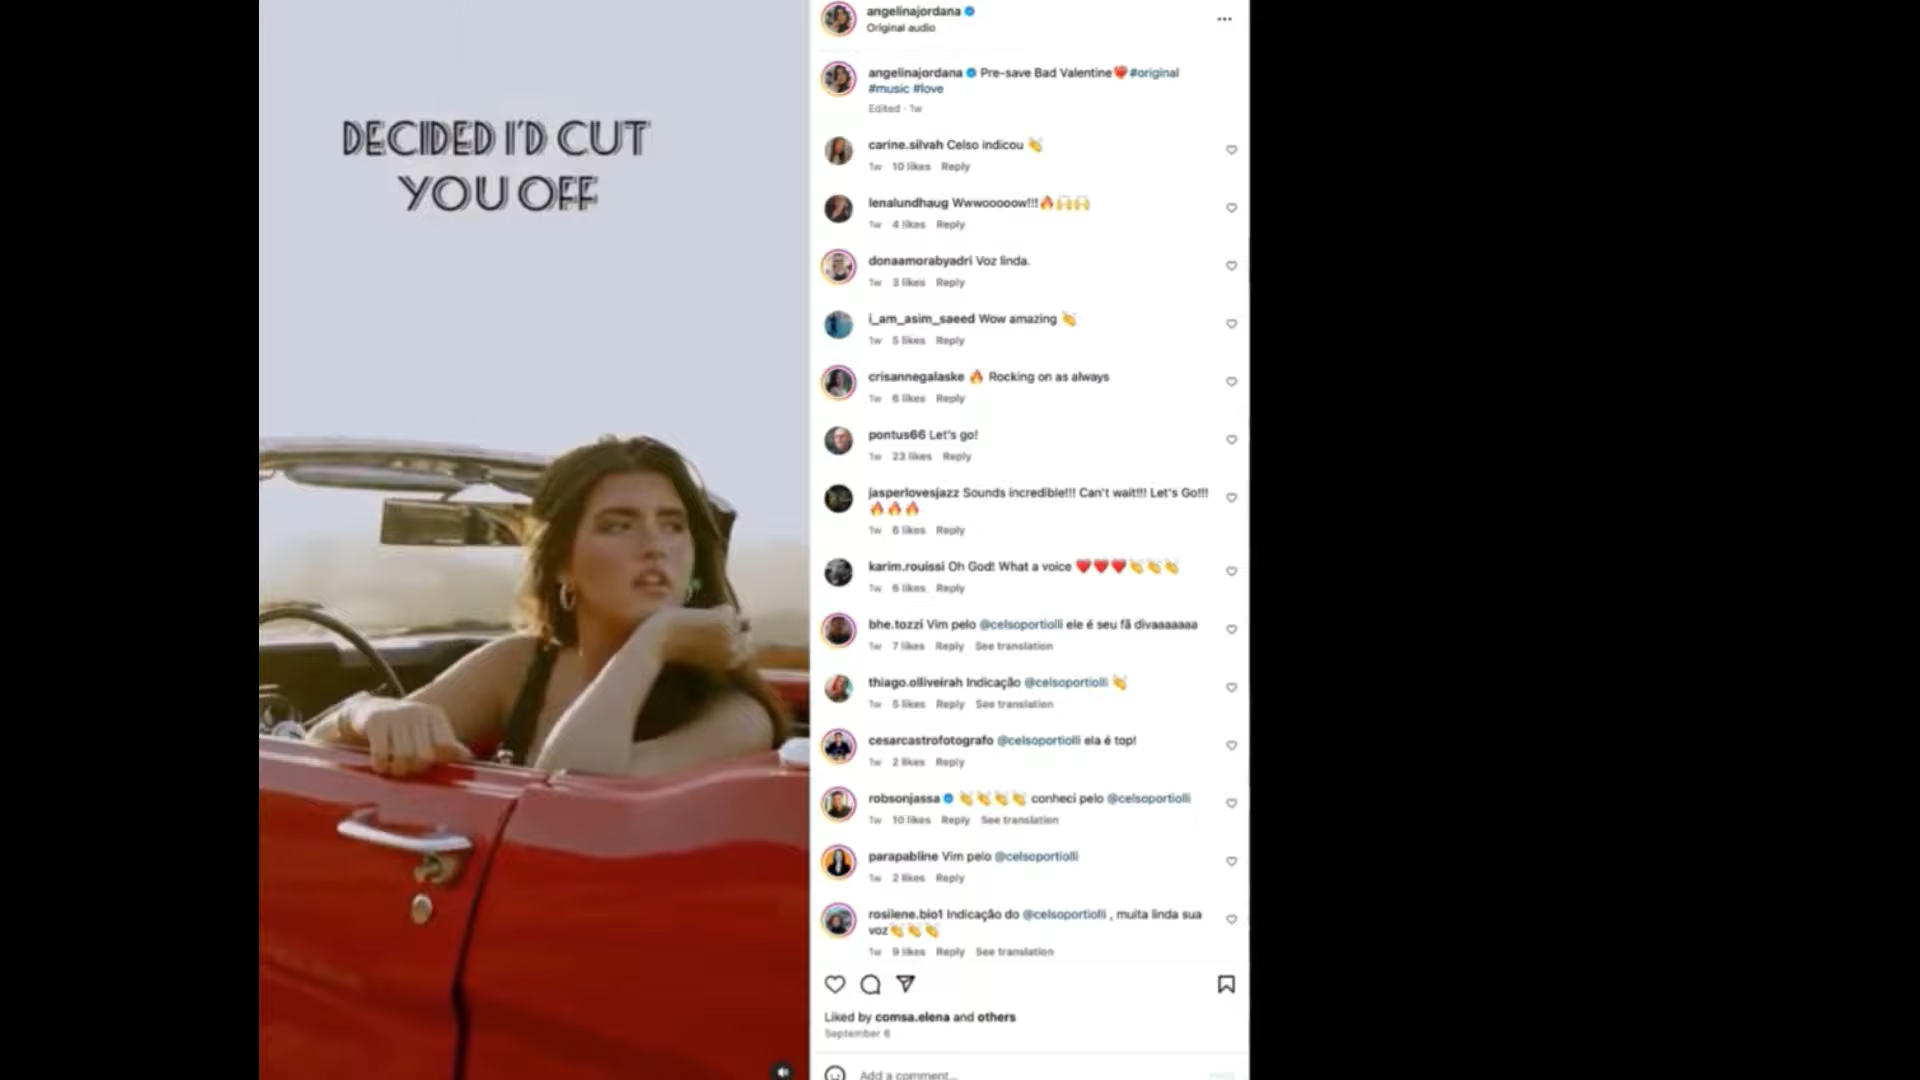 DECIDED I'D CUT
YOU OFF
angelinajordana
Original audio
angelinajordana Pre-save Bad Valentine❤️‍🔥#original
#music #love
Edited · 1w
carine.silvah Celso indicou 👏
1w 10 likes Reply
lenalundhaug Wwwooooow!!!🔥🙌🙌
1w 4 likes Reply
donaamorabyadri Voz linda.
1w 3 likes Reply
i_am_asim_saeed Wow amazing 👏
1w 5 likes Reply
crisannegalaske 🔥 Rocking on as always
1w 6 likes Reply
pontus66 Let's go!
1w 23 likes Reply
jasperlovesjazz Sounds incredible!!! Can't wait!!! Let's Go!!!
🔥🔥🔥
1w 6 likes Reply
karim.rouissi Oh God! What a voice ❤️❤️❤️👏👏👏
1w 6 likes Reply
bhe.tozzi Vim pelo @celsoportiolli ele é seu fã divaaaaaaa
1w 7 likes Reply See translation
thiago.olliveirah Indicação @celsoportiolli 👏
1w 5 likes Reply See translation
cesarcastrofotografo @celsoportiolli ela é top!
1w 2 likes Reply
robsonjassa 👏👏👏👏 conheci pelo @celsoportiolli
1w 10 likes Reply See translation
parapabline Vim pelo @celsoportiolli
1w 2 likes Reply
rosilene.bio1 Indicação do @celsoportiolli , muita linda sua
voz👏👏👏
1w 9 likes Reply See translation
Liked by comsa.elena and others
September 6
Add a comment...